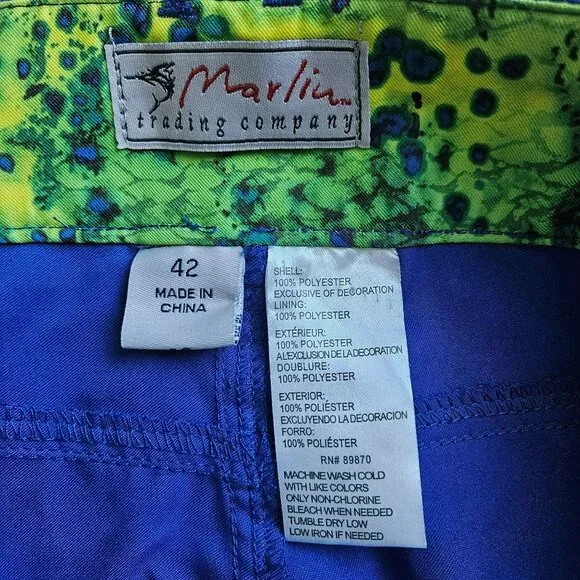 Marlin™
trading company
42
MADE IN
CHINA
SHELL:
100% POLYESTER
EXCLUSIVE OF DECORATION
LINING:
100% POLYESTER
EXTÉRIEUR:
100% POLYESTER
ALEXCLUSION DE LA DECORATION
DOUBLURE:
100% POLYESTER
EXTERIOR:
100% POLIÉSTER
EXCLUYENDO LA DECORACION
FORRO:
100% POLIÉSTER
RN# 89870
MACHINE WASH COLD
WITH LIKE COLORS
ONLY NON-CHLORINE
BLEACH WHEN NEEDED
TUMBLE DRY LOW
LOW IRON IF NEEDED